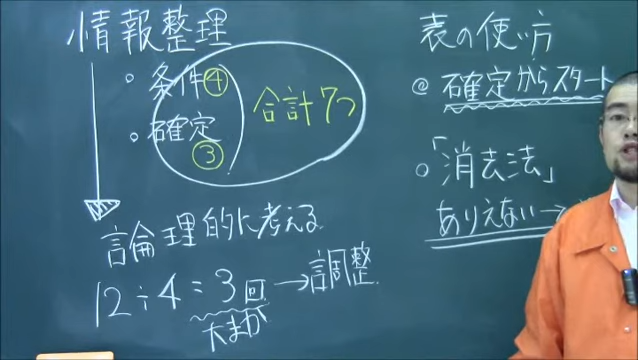 情報整理
。条件④
。確定③
合計7つ
論理的に考える
12÷4=3回→調整
大まか
表の使い方
@ 確定からスタート
。「消去法」
ありえない→